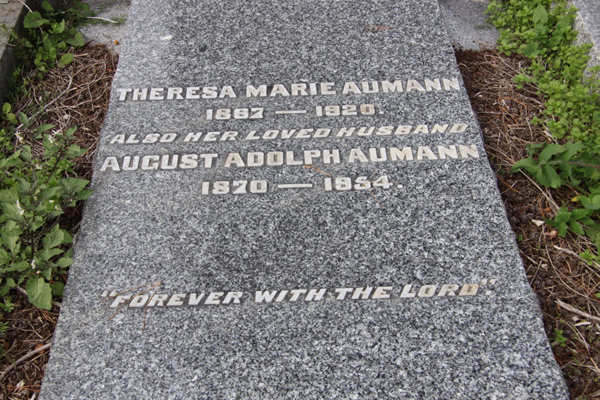 THERESA MARIE AUMANN
1867 — 1920.
ALSO HER LOVED HUSBAND
AUGUST ADOLPH AUMANN
1870 — 1954.
"FOREVER WITH THE LORD"